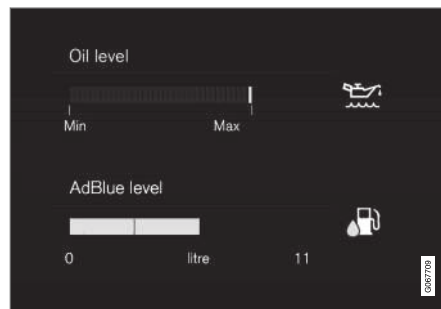 Oil level
Min Max
AdBlue level
0 litre 11
G067709